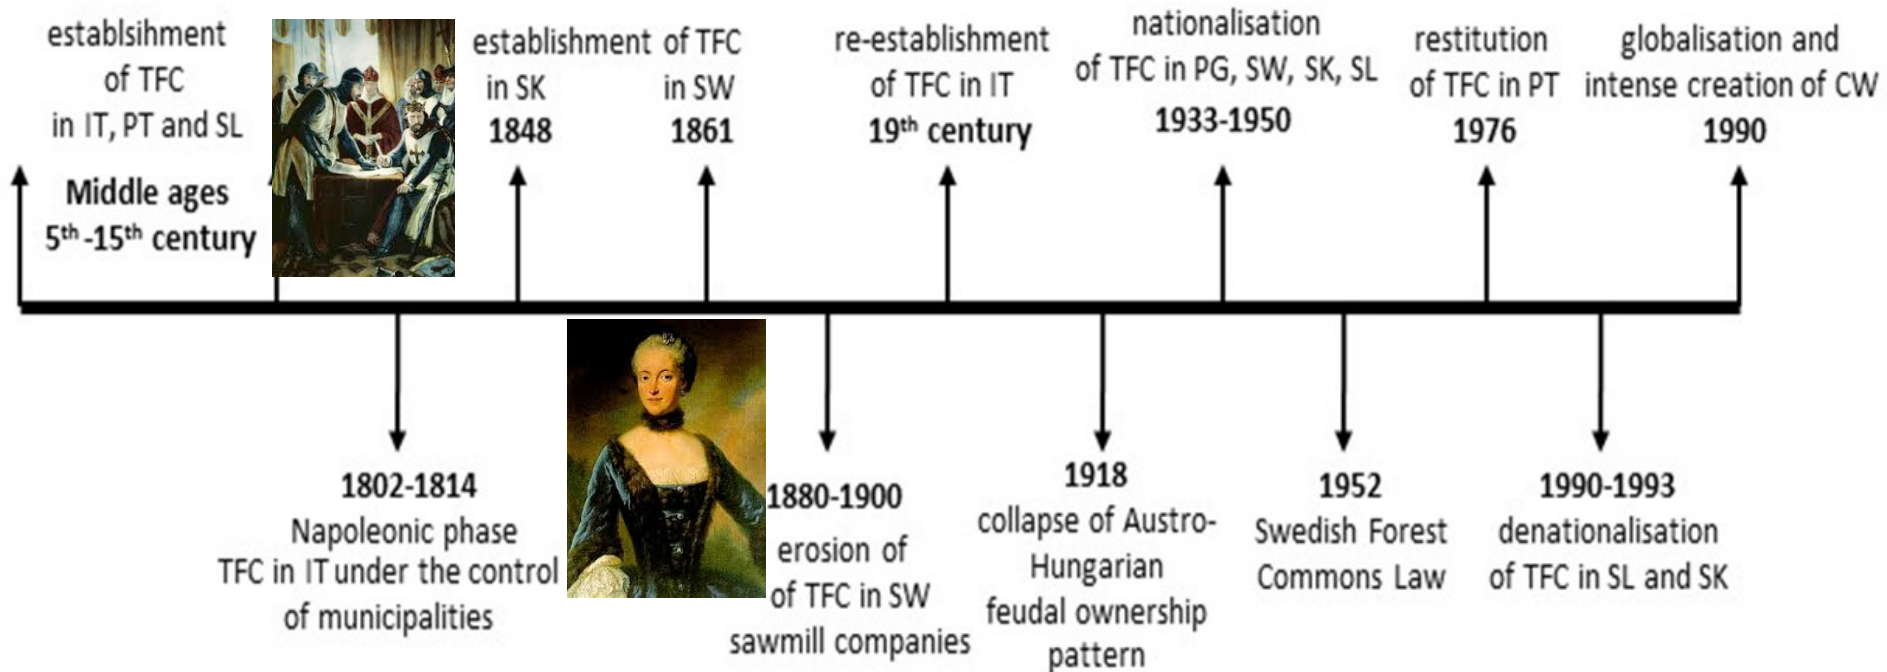 establsihment
of TFC
in IT, PT and SL
Middle ages
5th -15th century
establishment of TFC
in SK in SW
1848 1861
re-establishment
of TFC in IT
19th century
nationalisation
of TFC in PG, SW, SK, SL
1933-1950
restitution
of TFC in PT
1976
globalisation and
intense creation of CW
1990
1802-1814
Napoleonic phase
TFC in IT under the control
of municipalities
1880-1900
erosion of
of TFC in SW
sawmill companies
1918
collapse of Austro-
Hungarian
feudal ownership
pattern
1952
Swedish Forest
Commons Law
1990-1993
denationalisation
of TFC in SL and SK